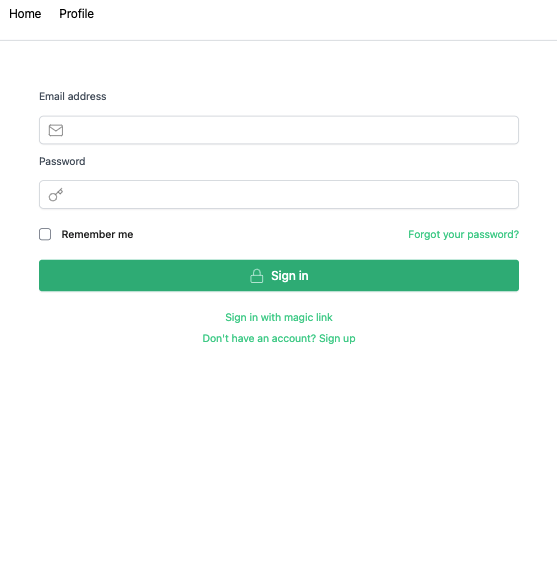 Home Profile
Email address
Password
Remember me Forgot your password?
Sign in
Sign in with magic link
Don't have an account? Sign up